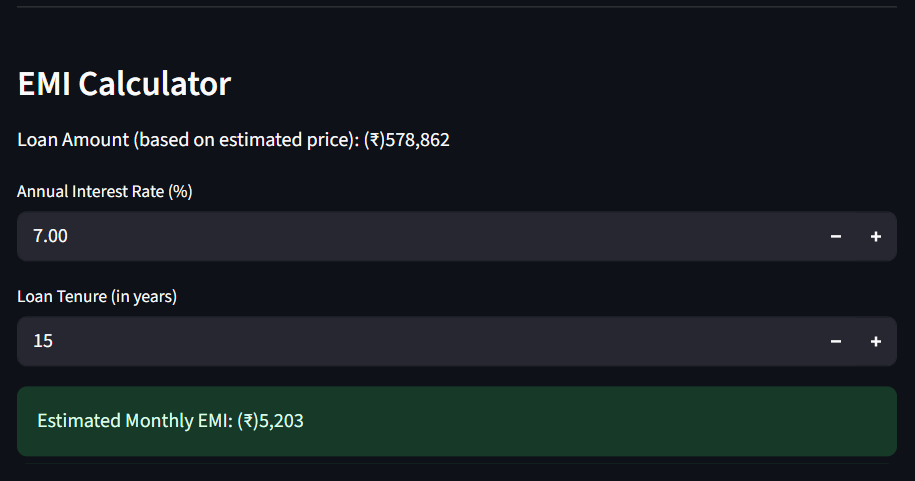 EMI Calculator
Loan Amount (based on estimated price): (₹)578,862
Annual Interest Rate (%)
7.00 − +
Loan Tenure (in years)
15 − +
Estimated Monthly EMI: (₹)5,203